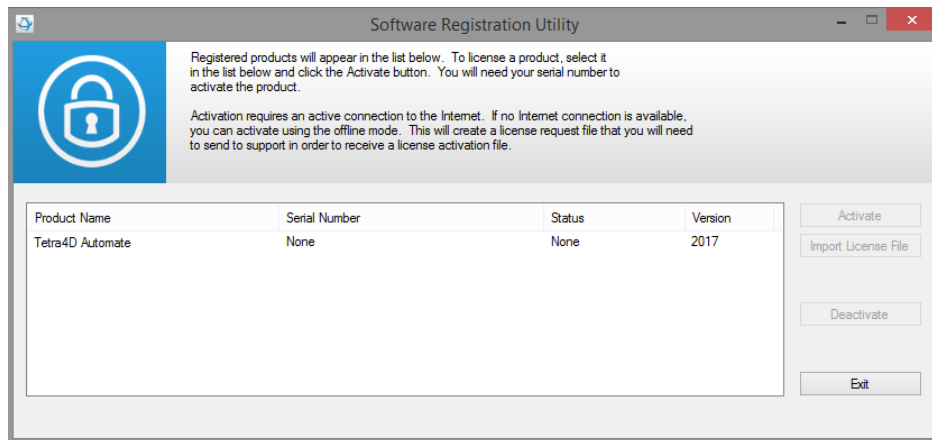 Software Registration Utility
Registered products will appear in the list below.  To license a product, select it
in the list below and click the Activate button.  You will need your serial number to
activate the product.
Activation requires an active connection to the Internet.  If no Internet connection is available,
you can activate using the offline mode.  This will create a license request file that you will need
to send to support in order to receive a license activation file.
Product Name Serial Number Status Version
Tetra4D Automate None None 2017
Activate
Import License File
Deactivate
Exit